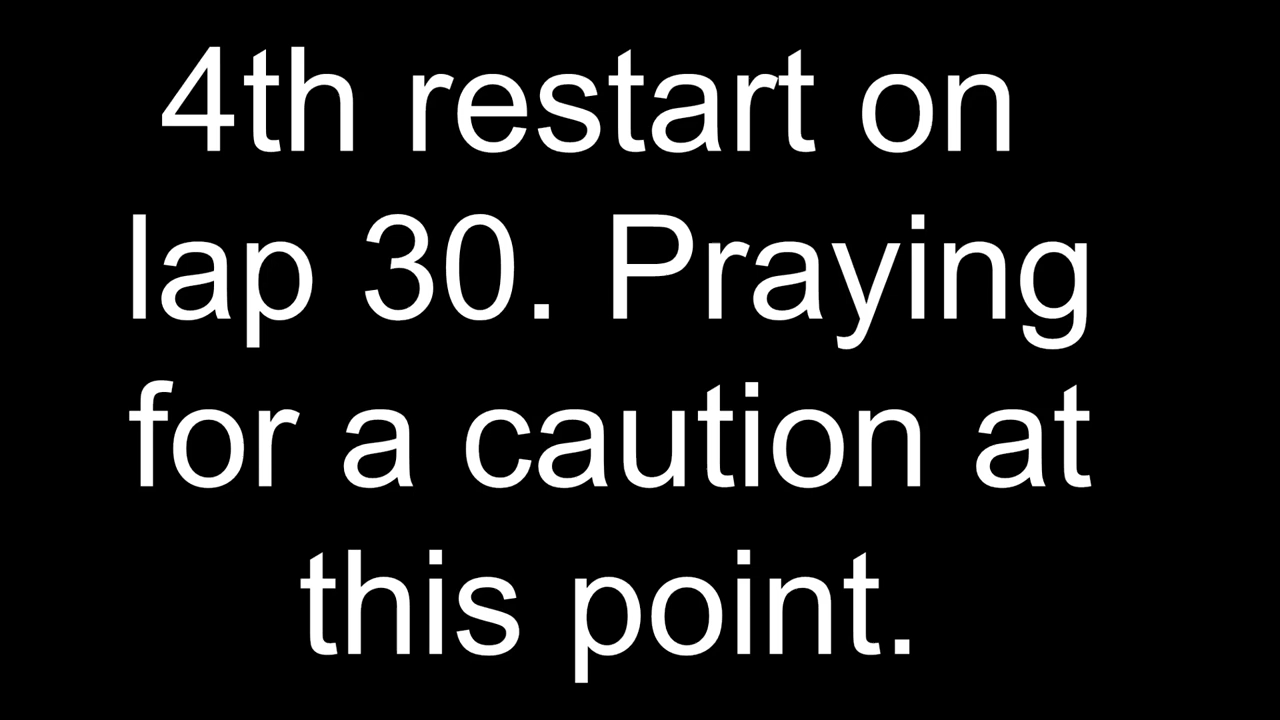 4th restart on
lap 30. Praying
for a caution at
this point.